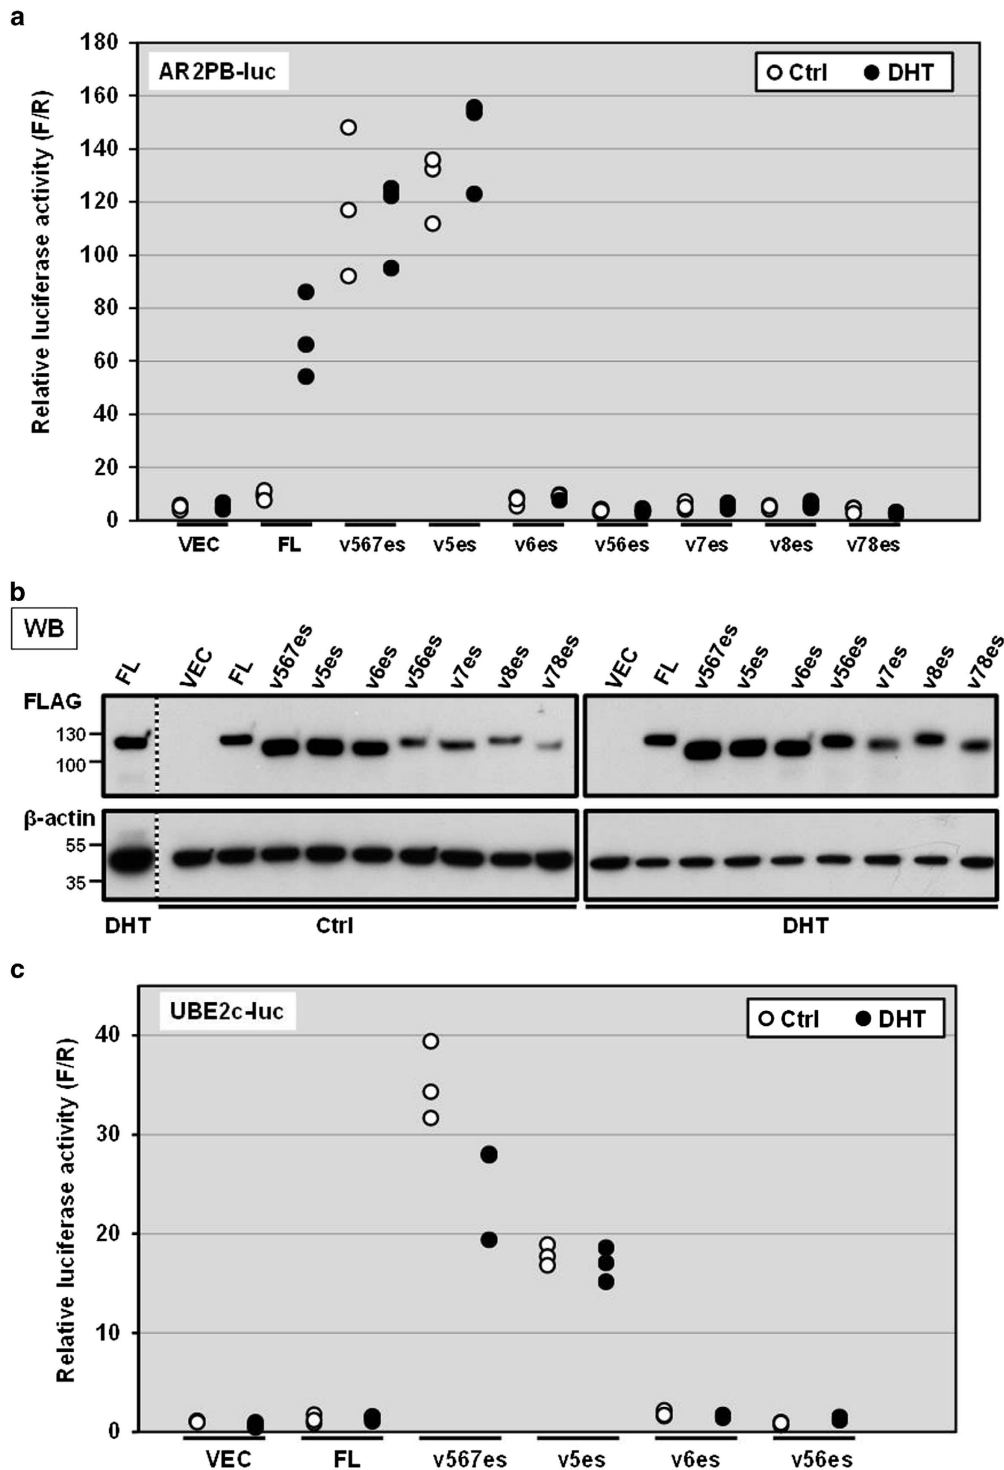 a
AR2PB-luc
Ctrl DHT
Relative luciferase activity (F/R)
180
160
140
120
100
80
60
40
20
0
VEC FL v567es v5es v6es v56es v7es v8es v78es
b
WB
FL VEC FL v567es v5es v6es v56es v7es v8es v78es VEC FL v567es v5es v6es v56es v7es v8es v78es
FLAG
130
100
β-actin
55
35
DHT Ctrl DHT
c
UBE2c-luc
Ctrl DHT
Relative luciferase activity (F/R)
40
30
20
10
0
VEC FL v567es v5es v6es v56es